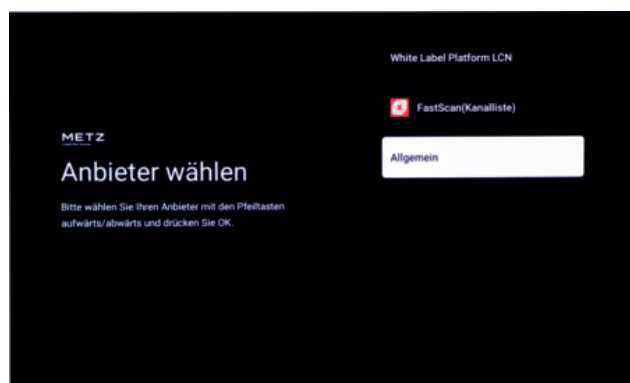 METZ
Anbieter wählen
Bitte wählen Sie Ihren Anbieter mit den Pfeiltasten
aufwärts/abwärts und drücken Sie OK.
White Label Platform LCN
FastScan(Kanalliste)
Allgemein